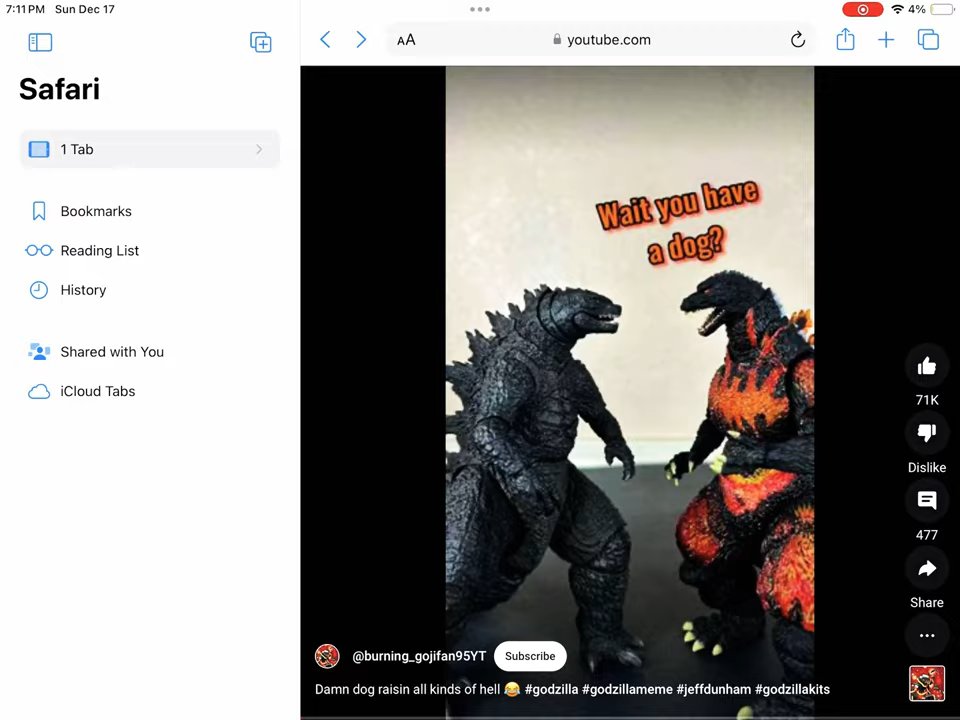 7:11 PM Sun Dec 17
4%
AA
youtube.com
Safari
1 Tab
Bookmarks
Reading List
History
Shared with You
iCloud Tabs
Wait you have
a dog?
71K
Dislike
477
Share
@burning_gojifan95YT
Subscribe
Damn dog raisin all kinds of hell 😂 #godzilla #godzillameme #jeffdunham #godzillakits